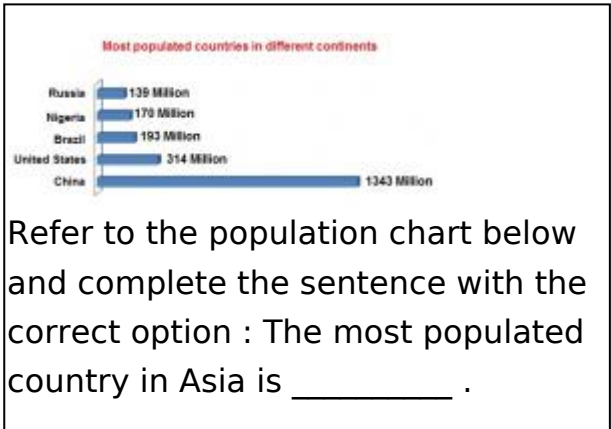 Most populated countries in different continents
Russia 139 Million
Nigeria 170 Million
Brazil 193 Million
United States 314 Million
China 1343 Million
Refer to the population chart below
and complete the sentence with the
correct option : The most populated
country in Asia is __________ .